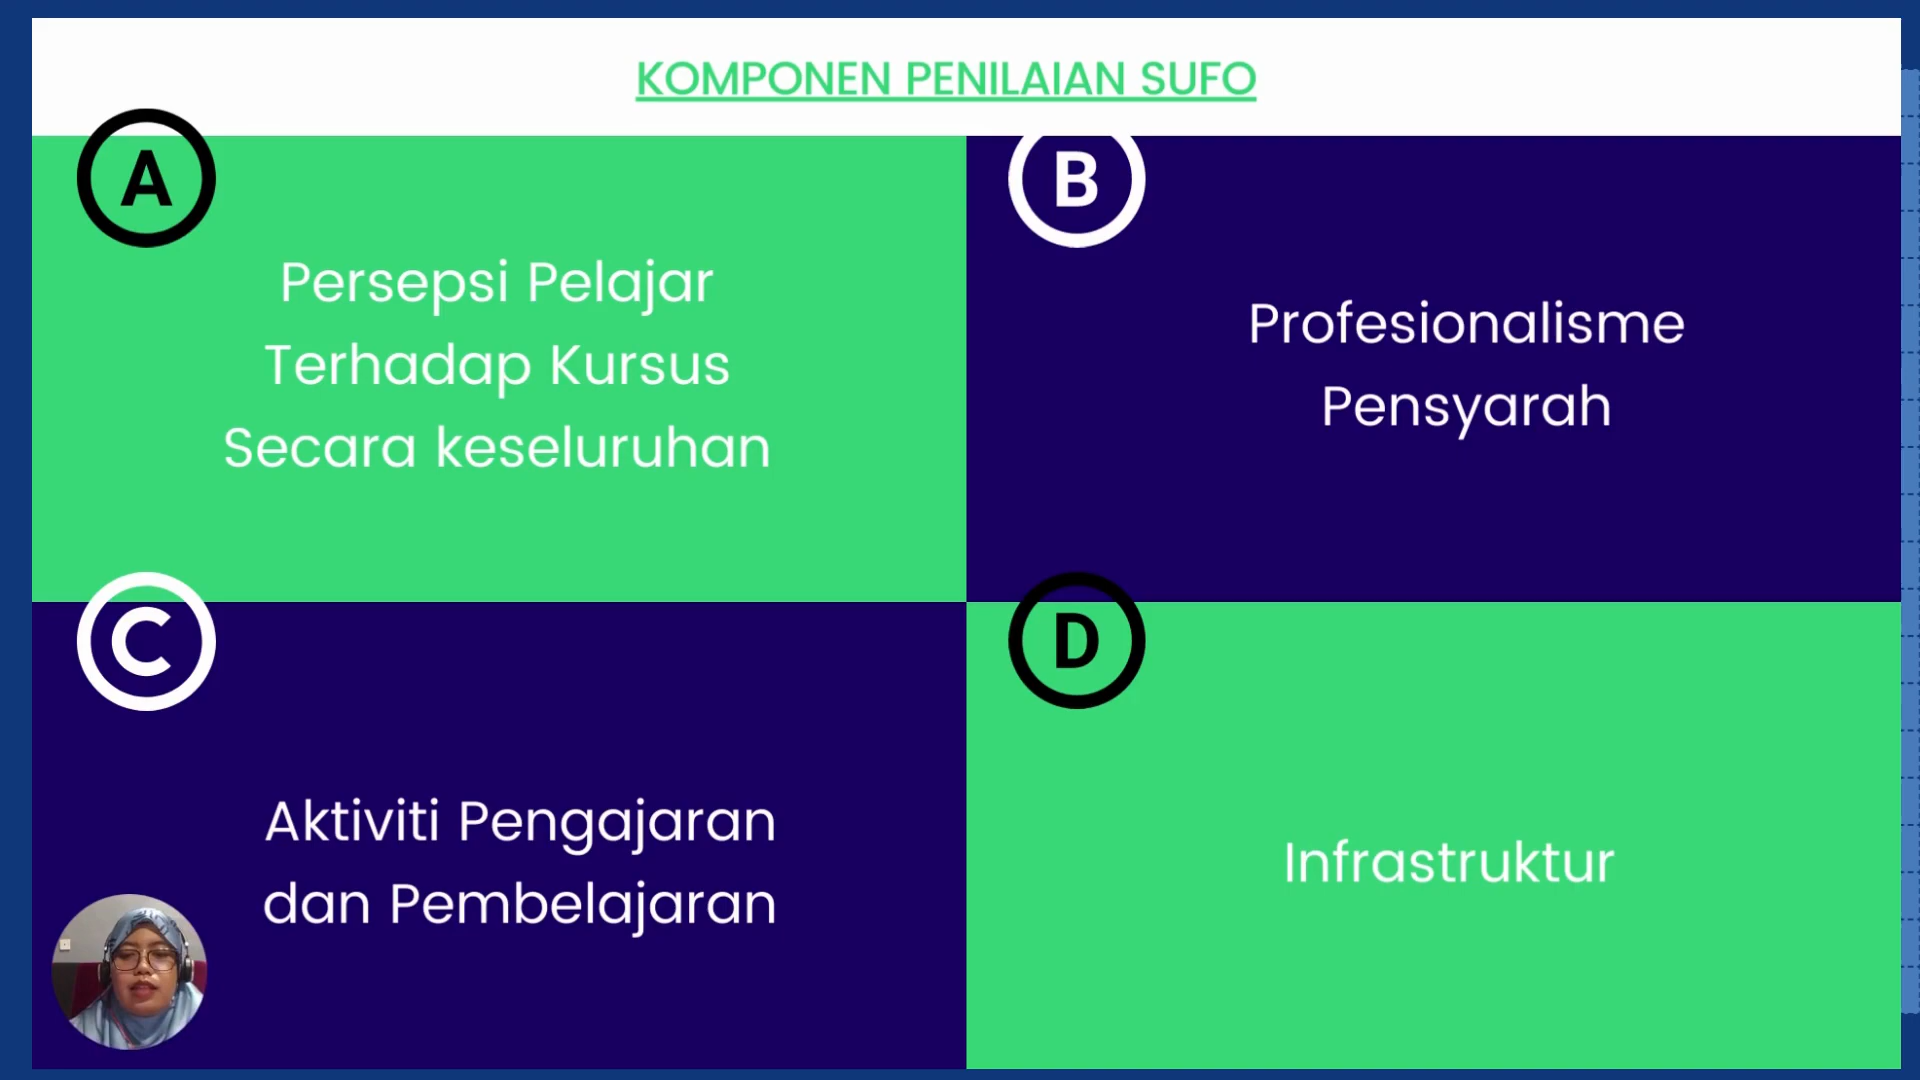 KOMPONEN PENILAIAN SUFO
A
Persepsi Pelajar
Terhadap Kursus
Secara keseluruhan
B
Profesionalisme
Pensyarah
C
Aktiviti Pengajaran
dan Pembelajaran
D
Infrastruktur